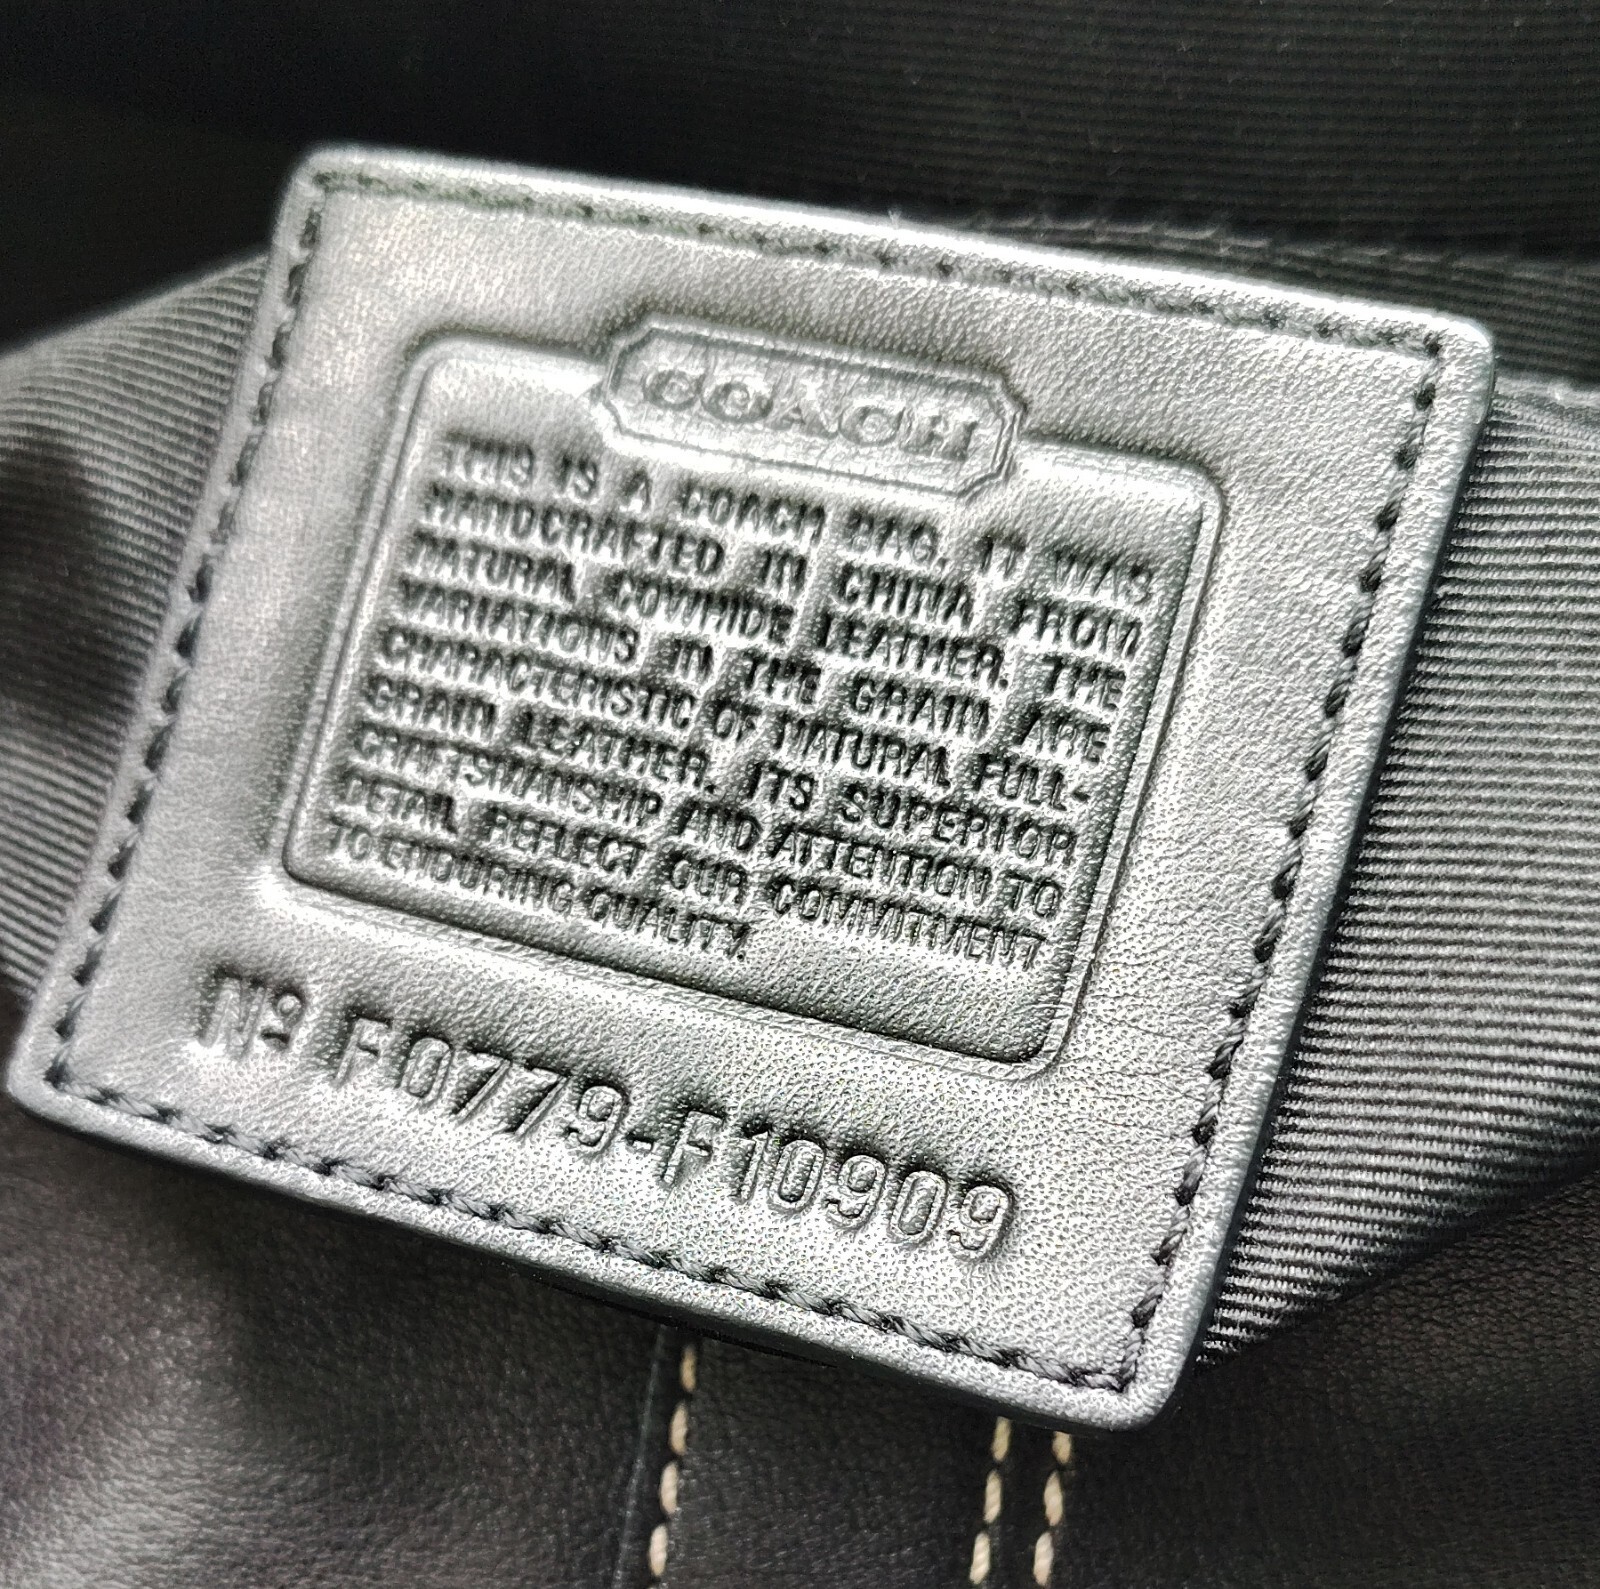 COACH
THIS IS A COACH BAG. IT WAS
HANDCRAFTED IN CHINA FROM
NATURAL COWHIDE LEATHER. THE
VARIATIONS IN THE GRAIN ARE
CHARACTERISTIC OF NATURAL FULL-
GRAIN LEATHER. ITS SUPERIOR
CRAFTSMANSHIP AND ATTENTION TO
DETAIL REFLECT OUR COMMITMENT
TO ENDURING QUALITY.
Nº F0779-F10909